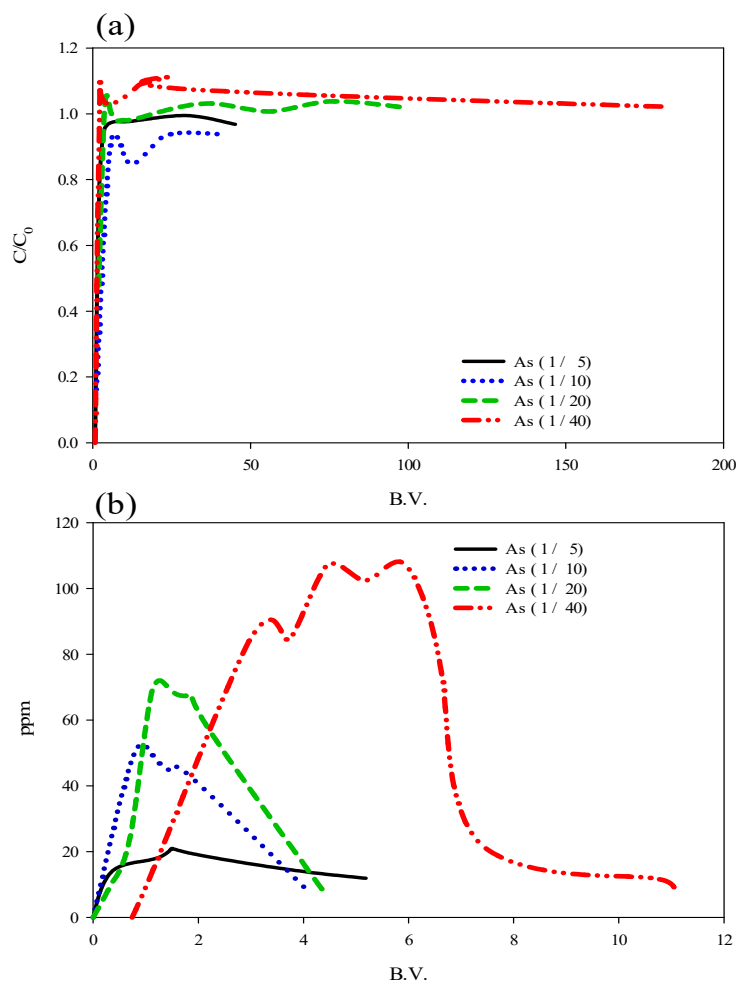 (a)
1.2
1.0
0.8
0.6
0.4
0.2
0.0
C/C0
As ( 1 / 5)
As ( 1 / 10)
As ( 1 / 20)
As ( 1 / 40)
0 50 100 150 200
B.V.
(b)
120
100
80
60
40
20
0
ppm
As ( 1 / 5)
As ( 1 / 10)
As ( 1 / 20)
As ( 1 / 40)
0 2 4 6 8 10 12
B.V.